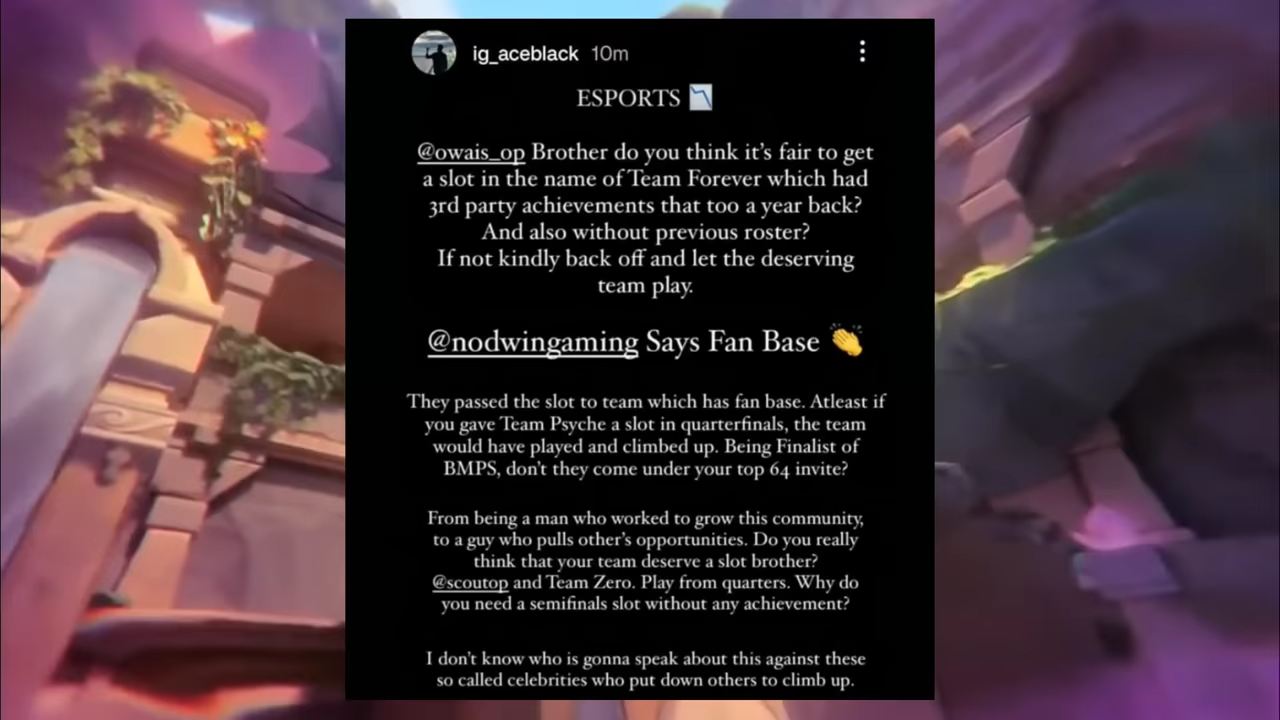 ig_aceblack 10m
ESPORTS 📉
@owais_op Brother do you think it’s fair to get
a slot in the name of Team Forever which had
3rd party achievements that too a year back?
And also without previous roster?
If not kindly back off and let the deserving
team play.
@nodwingaming Says Fan Base 👏
They passed the slot to team which has fan base. Atleast if
you gave Team Psyche a slot in quarterfinals, the team
would have played and climbed up. Being Finalist of
BMPS, don’t they come under your top 64 invite?
From being a man who worked to grow this community,
to a guy who pulls other’s opportunities. Do you really
think that your team deserve a slot brother?
@scoutop and Team Zero. Play from quarters. Why do
you need a semifinals slot without any achievement?
I don’t know who is gonna speak about this against these
so called celebrities who put down others to climb up.